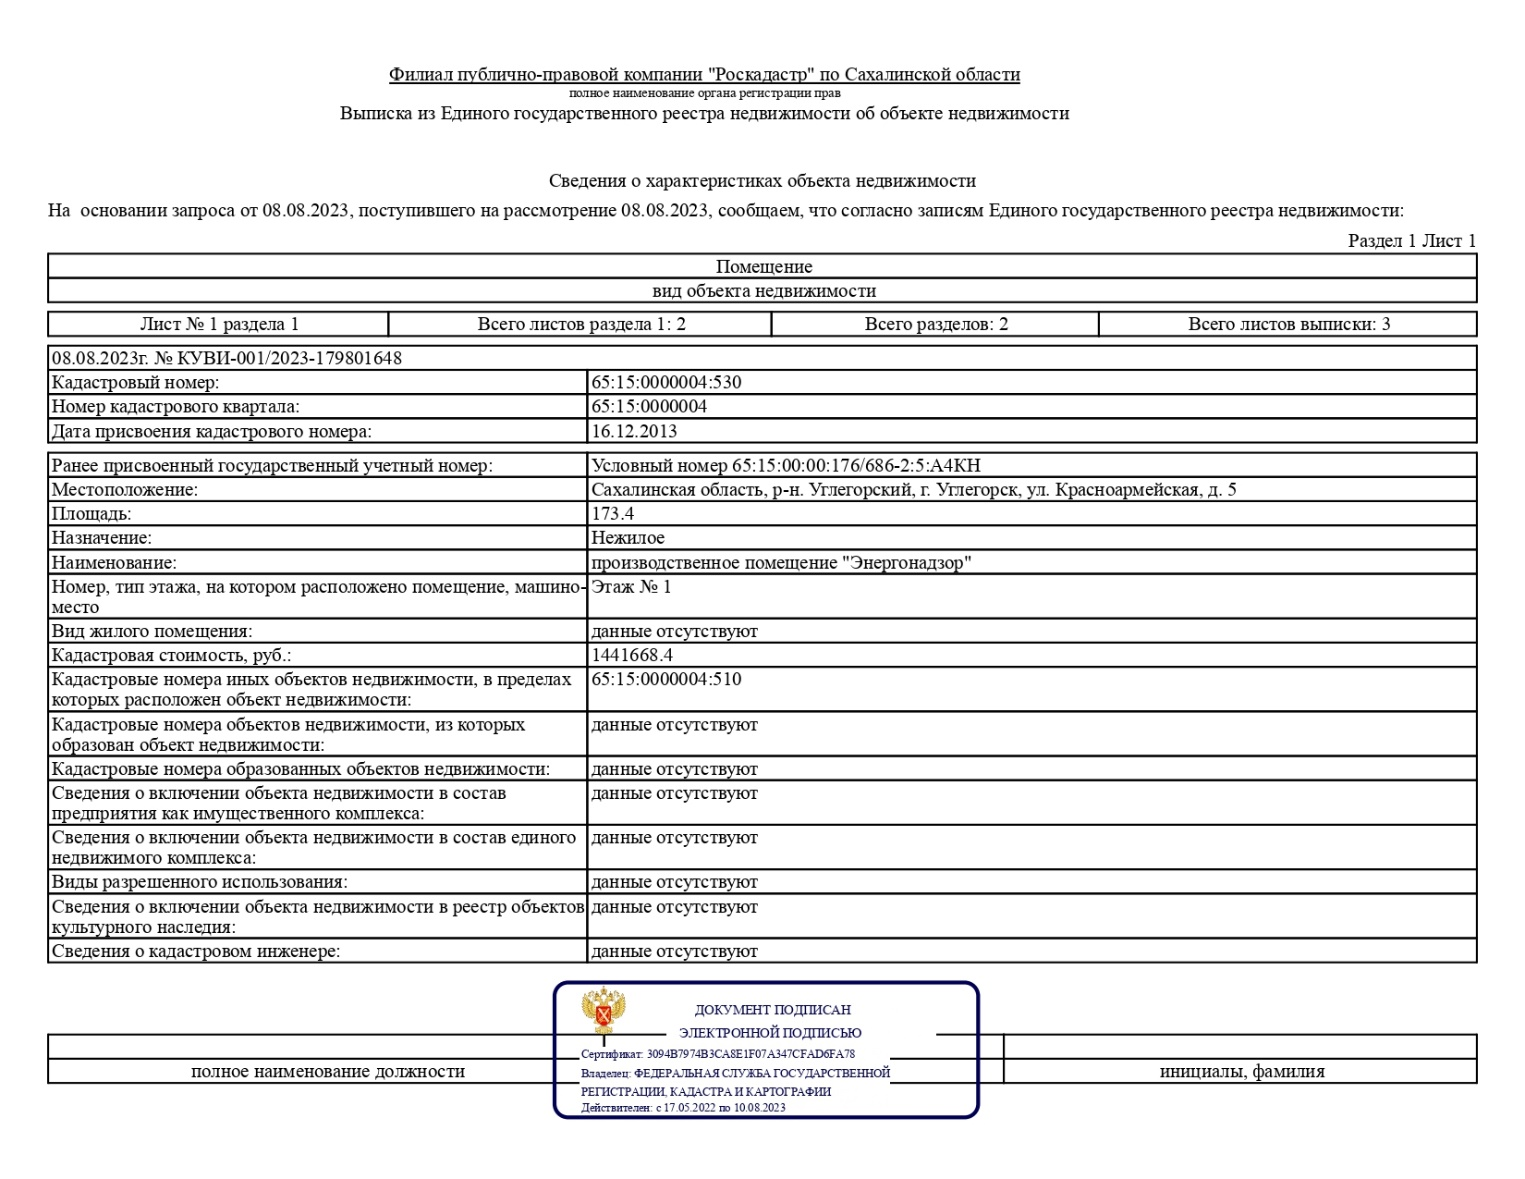 Филиал публично-правовой компании "Роскадастр" по Сахалинской области
полное наименование органа регистрации прав
Выписка из Единого государственного реестра недвижимости об объекте недвижимости
Сведения о характеристиках объекта недвижимости
На основании запроса от 08.08.2023, поступившего на рассмотрение 08.08.2023, сообщаем, что согласно записям Единого государственного реестра недвижимости:
Раздел 1 Лист 1
Помещение
вид объекта недвижимости
Лист № 1 раздела 1 Всего листов раздела 1: 2 Всего разделов: 2 Всего листов выписки: 3
08.08.2023г. № КУВИ-001/2023-179801648
Кадастровый номер: 65:15:0000004:530
Номер кадастрового квартала: 65:15:0000004
Дата присвоения кадастрового номера: 16.12.2013
Ранее присвоенный государственный учетный номер: Условный номер 65:15:00:00:176/686-2:5:А4КН
Местоположение: Сахалинская область, р-н. Углегорский, г. Углегорск, ул. Красноармейская, д. 5
Площадь: 173.4
Назначение: Нежилое
Наименование: производственное помещение "Энергонадзор"
Номер, тип этажа, на котором расположено помещение, машино- Этаж № 1
место
Вид жилого помещения: данные отсутствуют
Кадастровая стоимость, руб.: 1441668.4
Кадастровые номера иных объектов недвижимости, в пределах 65:15:0000004:510
которых расположен объект недвижимости:
Кадастровые номера объектов недвижимости, из которых данные отсутствуют
образован объект недвижимости:
Кадастровые номера образованных объектов недвижимости: данные отсутствуют
Сведения о включении объекта недвижимости в состав данные отсутствуют
предприятия как имущественного комплекса:
Сведения о включении объекта недвижимости в состав единого данные отсутствуют
недвижимого комплекса:
Виды разрешенного использования: данные отсутствуют
Сведения о включении объекта недвижимости в реестр объектов данные отсутствуют
культурного наследия:
Сведения о кадастровом инженере: данные отсутствуют
ДОКУМЕНТ ПОДПИСАН
ЭЛЕКТРОННОЙ ПОДПИСЬЮ
Сертификат: 3094B7974B3CA8E1F07A347CFAD6FA78
полное наименование должности Владелец: ФЕДЕРАЛЬНАЯ СЛУЖБА ГОСУДАРСТВЕННОЙ инициалы, фамилия
РЕГИСТРАЦИИ, КАДАСТРА И КАРТОГРАФИИ
Действителен: с 17.05.2022 по 10.08.2023